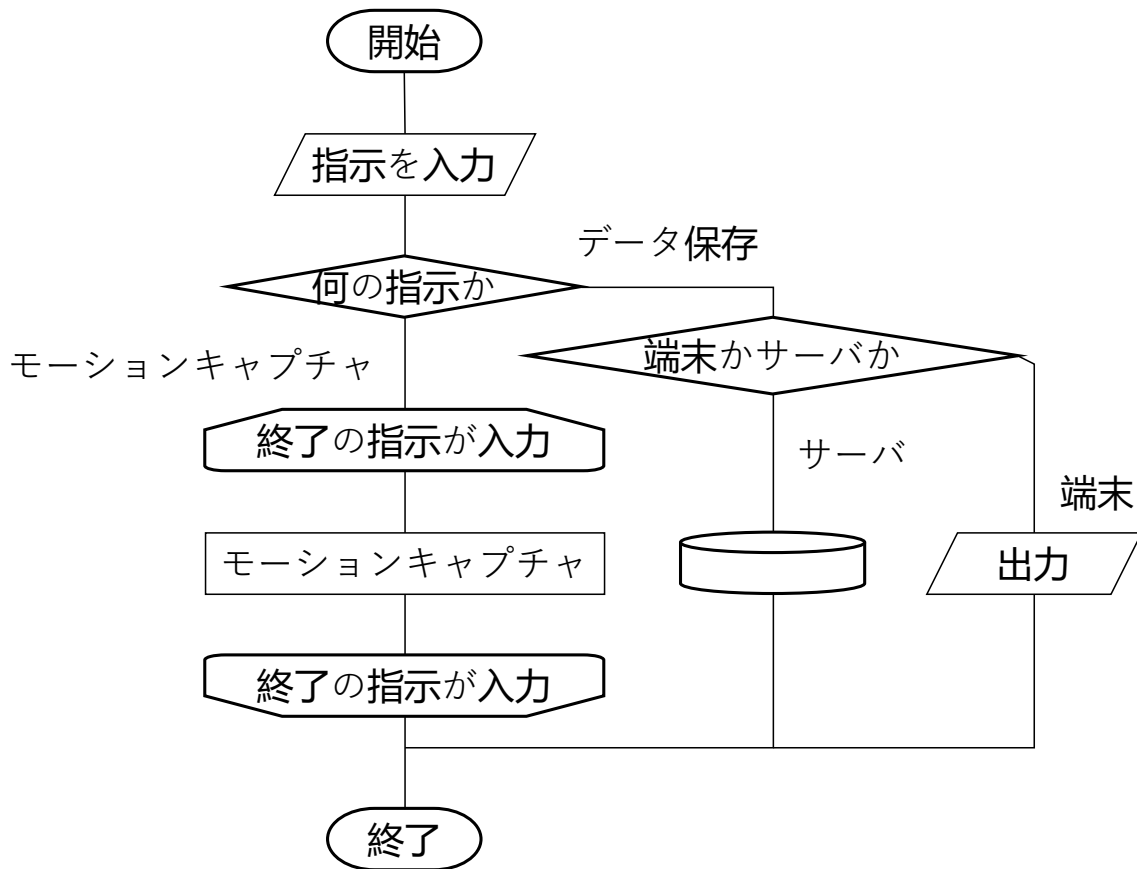 開始
指示を入力
データ保存
何の指示か
端末かサーバか
モーションキャプチャ
終了の指示が入力
サーバ
端末
モーションキャプチャ
出力
終了の指示が入力
終了